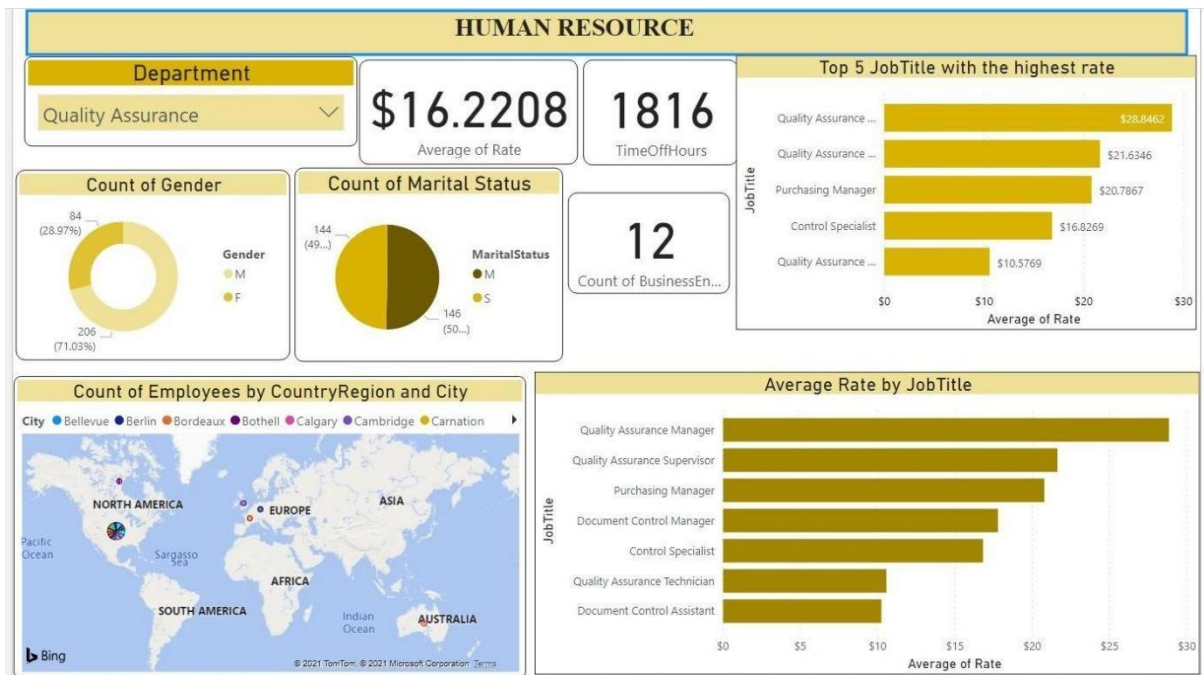 HUMAN RESOURCE
Department
Quality Assurance
$16.2208
Average of Rate
1816
TimeOffHours
Top 5 JobTitle with the highest rate
JobTitle
Quality Assurance ...
$28.8462
Quality Assurance ...
$21.6346
Purchasing Manager
$20.7867
Control Specialist
$16.8269
Quality Assurance ...
$10.5769
$0 $10 $20 $30
Average of Rate
Count of Gender
84
(28.97%)
206
(71.03%)
Gender
M
F
Count of Marital Status
144
(49...)
146
(50...)
MaritalStatus
M
S
12
Count of BusinessEn...
Count of Employees by CountryRegion and City
City Bellevue Berlin Bordeaux Bothell Calgary Cambridge Carnation
NORTH AMERICA
EUROPE
ASIA
Pacific
Ocean
Sargasso
Sea
AFRICA
SOUTH AMERICA
Indian
Ocean
AUSTRALIA
Bing
© 2021 TomTom, © 2021 Microsoft Corporation Terms
Average Rate by JobTitle
JobTitle
Quality Assurance Manager
Quality Assurance Supervisor
Purchasing Manager
Document Control Manager
Control Specialist
Quality Assurance Technician
Document Control Assistant
$0 $5 $10 $15 $20 $25 $30
Average of Rate